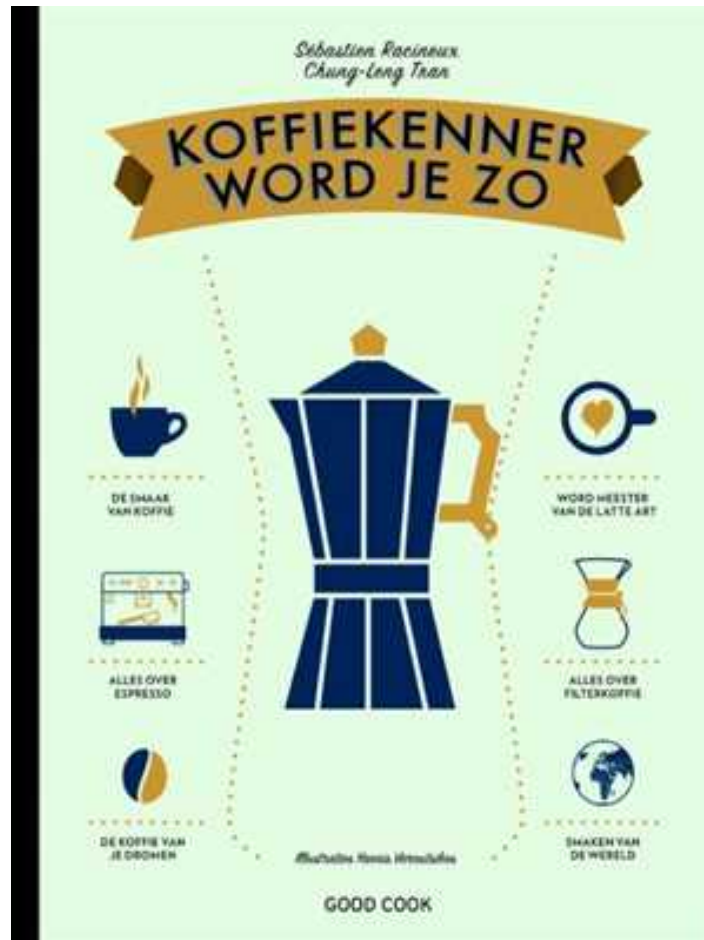 Sébastien Racineux
Chung-Leng Tran
KOFFIEKENNER
WORD JE ZO
DE SMAAK
VAN KOFFIE
WORD MEESTER
VAN DE LATTE ART
ALLES OVER
ESPRESSO
ALLES OVER
FILTERKOFFIE
DE KOFFIE VAN
JE DROMEN
SMAKEN VAN
DE WERELD
GOOD COOK